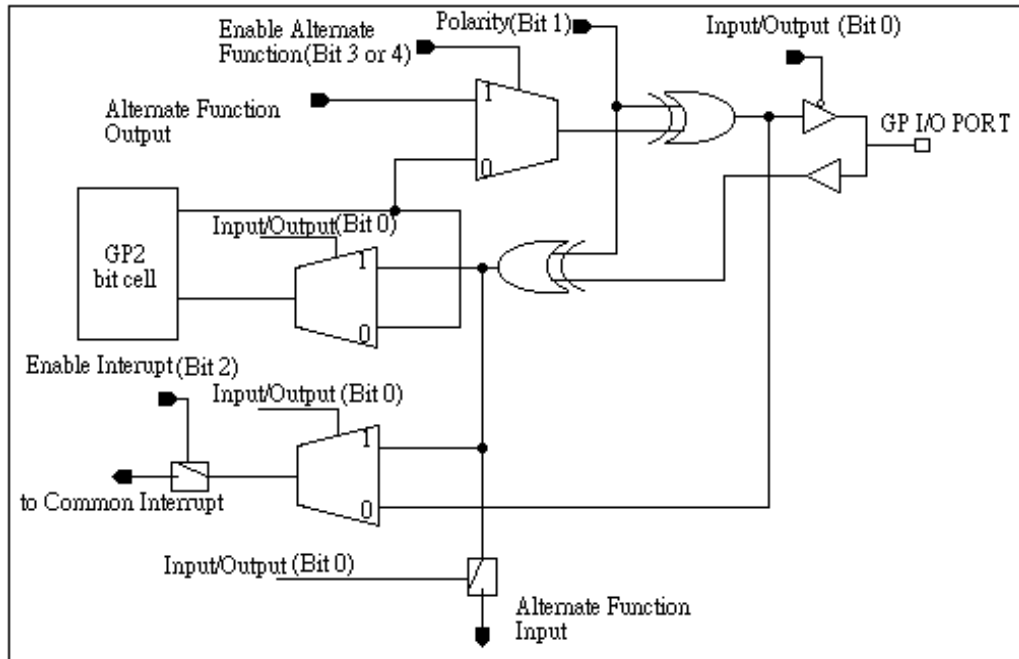 Enable Alternate
Function(Bit 3 or 4)
Polarity(Bit 1)
Input/Output (Bit 0)
Alternate Function
Output
1
0
GP I/O PORT
GP2
bit cell
Input/Output(Bit 0)
1
0
Enable Interupt(Bit 2)
Input/Output (Bit 0)
1
0
to Common Interrupt
Input/Output (Bit 0)
Alternate Function
Input